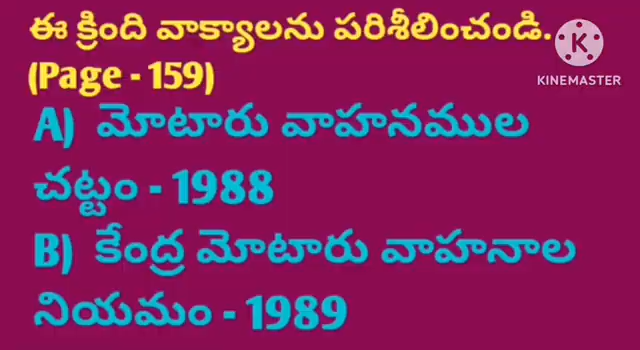 ఈ క్రింది వాక్యాలను పరిశీలించండి.
(Page - 159)
A) మోటారు వాహనముల
చట్టం - 1988
B) కేంద్ర మోటారు వాహనాల
నియమం - 1989
K
KINEMASTER